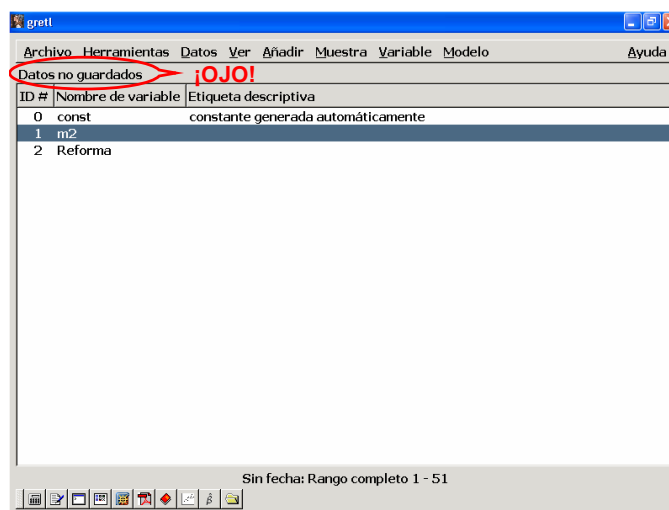 gretl
Archivo Herramientas Datos Ver Añadir Muestra Variable Modelo Ayuda
Datos no guardados ¡OJO!
ID # Nombre de variable Etiqueta descriptiva
0 const constante generada automáticamente
1 m2
2 Reforma
Sin fecha: Rango completo 1 - 51
β̂